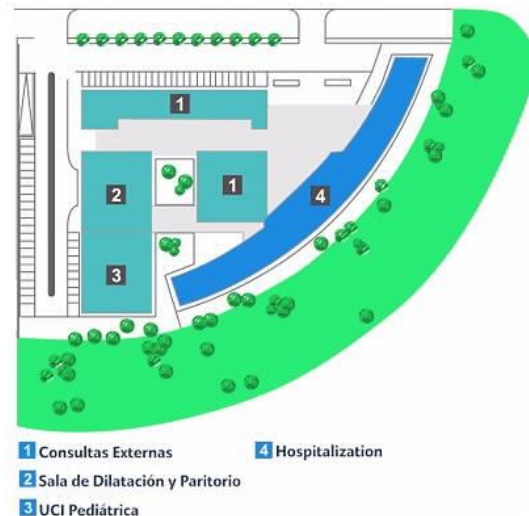 1
2
1
4
3
1 Consultas Externas
4 Hospitalization
2 Sala de Dilatación y Paritorio
3 UCI Pediátrica